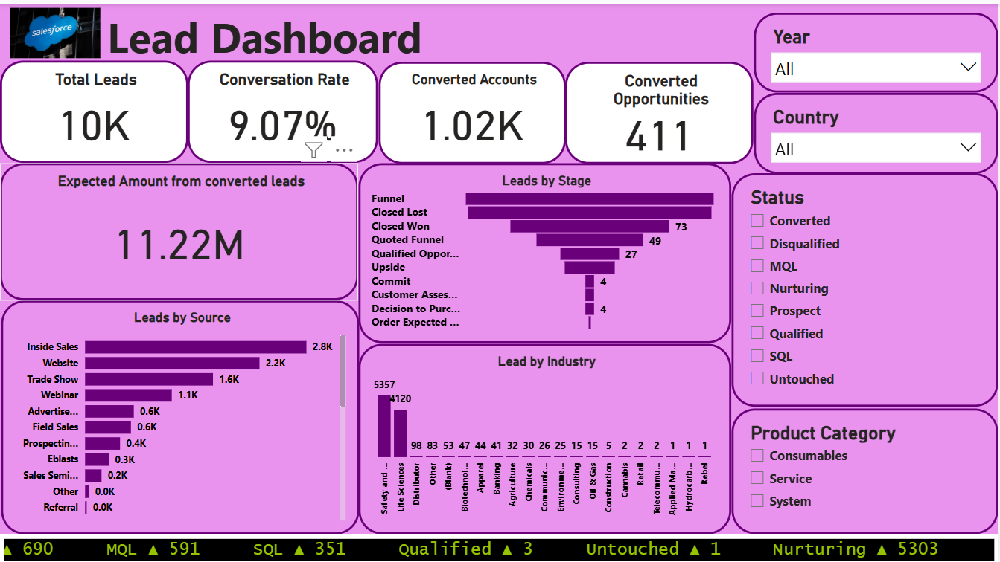 salesforce
Lead Dashboard
Year
All
Total Leads
10K
Conversation Rate
9.07%
Converted Accounts
1.02K
Converted
Opportunities
411
Country
All
Expected Amount from converted leads
11.22M
Leads by Stage
Funnel
Closed Lost
Closed Won 73
Quoted Funnel 49
Qualified Oppor... 27
Upside
Commit 4
Customer Asses...
Decision to Purc... 4
Order Expected ...
Status
Converted
Disqualified
MQL
Nurturing
Prospect
Qualified
SQL
Untouched
Leads by Source
Inside Sales 2.8K
Website 2.2K
Trade Show 1.6K
Webinar 1.1K
Advertise... 0.6K
Field Sales 0.6K
Prospectin... 0.4K
Eblasts 0.3K
Sales Semi... 0.2K
Other 0.0K
Referral 0.0K
Lead by Industry
5357 4120 98 83 53 47 44 41 32 30 26 25 15 15 5 2 2 2 1 1 1
Safety and ...
Life Sciences
Distributor
Other
(Blank)
Biotechnol...
Apparel
Banking
Agriculture
Chemicals
Communic...
Environme...
Consulting
Oil & Gas
Construction
Cannabis
Retail
Telecommu...
Applied Ma...
Hydrocarb...
Rebel
Product Category
Consumables
Service
System
▲ 690 MQL ▲ 591 SQL ▲ 351 Qualified ▲ 3 Untouched ▲ 1 Nurturing ▲ 5303